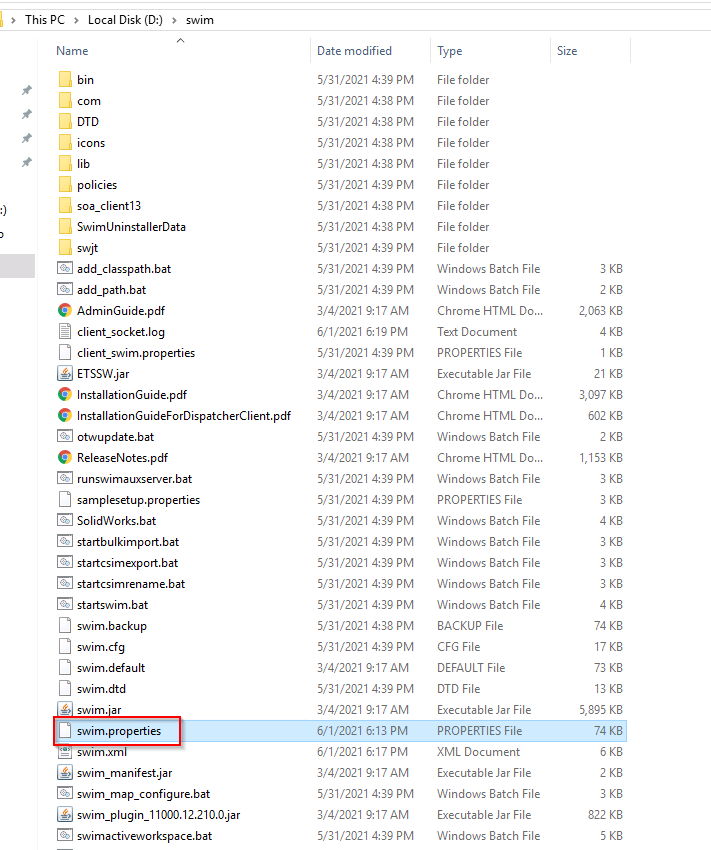 This PC > Local Disk (D:) > swim
Name Date modified Type Size
bin 5/31/2021 4:39 PM File folder
com 5/31/2021 4:38 PM File folder
DTD 5/31/2021 4:38 PM File folder
icons 5/31/2021 4:38 PM File folder
lib 5/31/2021 4:38 PM File folder
policies 5/31/2021 4:39 PM File folder
:) soa_client13 5/31/2021 4:38 PM File folder
SwimUninstallerData 5/31/2021 4:39 PM File folder
swjt 5/31/2021 4:39 PM File folder
add_classpath.bat 5/31/2021 4:39 PM Windows Batch File 3 KB
add_path.bat 5/31/2021 4:39 PM Windows Batch File 2 KB
AdminGuide.pdf 3/4/2021 9:17 AM Chrome HTML Do... 2,063 KB
client_socket.log 6/1/2021 6:19 PM Text Document 4 KB
client_swim.properties 5/31/2021 4:39 PM PROPERTIES File 1 KB
ETSSW.jar 3/4/2021 9:17 AM Executable Jar File 21 KB
InstallationGuide.pdf 3/4/2021 9:17 AM Chrome HTML Do... 3,097 KB
InstallationGuideForDispatcherClient.pdf 3/4/2021 9:17 AM Chrome HTML Do... 602 KB
otwupdate.bat 5/31/2021 4:39 PM Windows Batch File 2 KB
ReleaseNotes.pdf 3/4/2021 9:17 AM Chrome HTML Do... 1,153 KB
runswimauxserver.bat 5/31/2021 4:39 PM Windows Batch File 3 KB
samplesetup.properties 5/31/2021 4:39 PM PROPERTIES File 1 KB
SolidWorks.bat 5/31/2021 4:39 PM Windows Batch File 4 KB
startbulkimport.bat 5/31/2021 4:39 PM Windows Batch File 3 KB
startcsimexport.bat 5/31/2021 4:39 PM Windows Batch File 3 KB
startcsimrename.bat 5/31/2021 4:39 PM Windows Batch File 3 KB
startswim.bat 5/31/2021 4:39 PM Windows Batch File 4 KB
swim.backup 5/31/2021 4:38 PM BACKUP File 74 KB
swim.cfg 5/31/2021 4:39 PM CFG File 17 KB
swim.default 3/4/2021 9:17 AM DEFAULT File 73 KB
swim.dtd 5/31/2021 4:39 PM DTD File 13 KB
swim.jar 3/4/2021 9:17 AM Executable Jar File 5,895 KB
swim.properties 6/1/2021 6:13 PM PROPERTIES File 74 KB
swim.xml 6/1/2021 6:17 PM XML Document 6 KB
swim_manifest.jar 3/4/2021 9:17 AM Executable Jar File 2 KB
swim_map_configure.bat 5/31/2021 4:39 PM Windows Batch File 3 KB
swim_plugin_11000.12.210.0.jar 3/4/2021 9:17 AM Executable Jar File 822 KB
swimactiveworkspace.bat 5/31/2021 4:39 PM Windows Batch File 5 KB